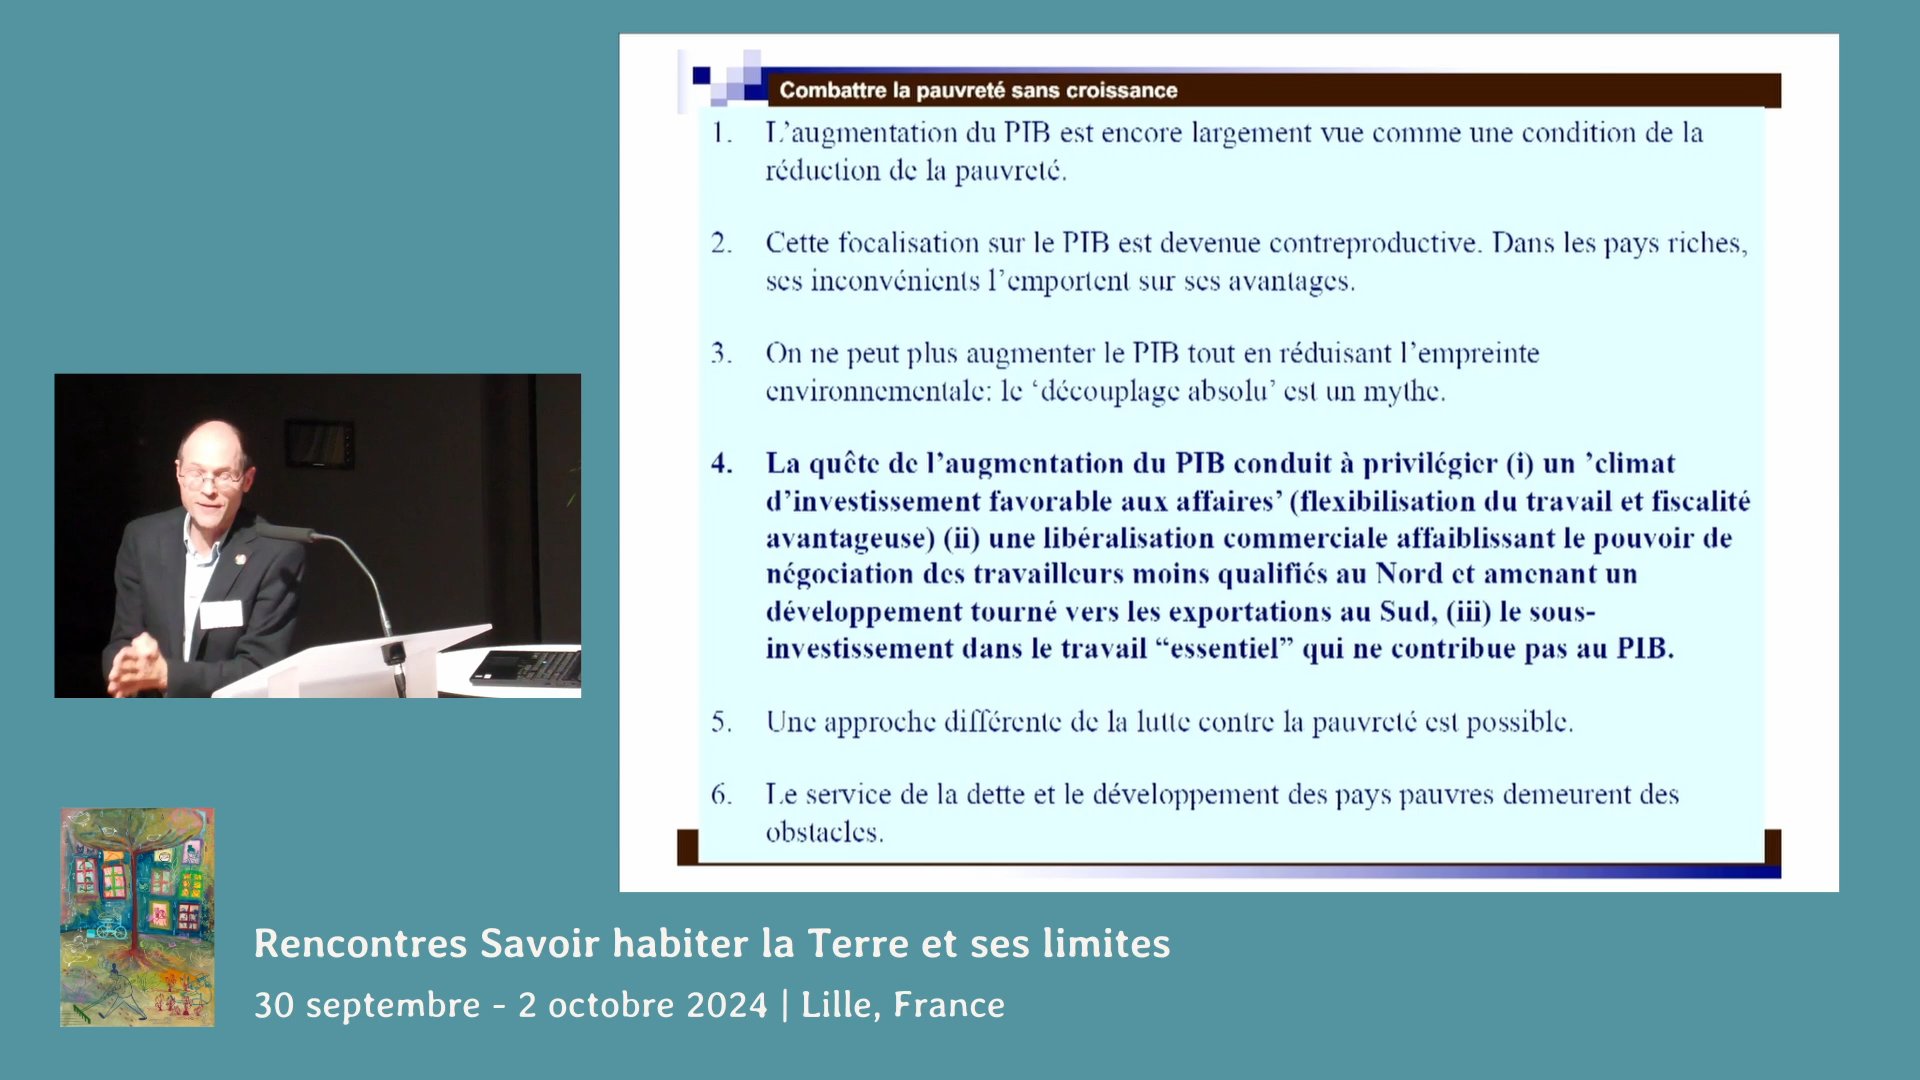 Combattre la pauvreté sans croissance
1. L'augmentation du PIB est encore largement vue comme une condition de la
réduction de la pauvreté.
2. Cette focalisation sur le PIB est devenue contreproductive. Dans les pays riches,
ses inconvénients l'emportent sur ses avantages.
3. On ne peut plus augmenter le PIB tout en réduisant l'empreinte
environnementale: le ‘découplage absolu’ est un mythe.
4. La quête de l'augmentation du PIB conduit à privilégier (i) un ’climat
d'investissement favorable aux affaires’ (flexibilisation du travail et fiscalité
avantageuse) (ii) une libéralisation commerciale affaiblissant le pouvoir de
négociation des travailleurs moins qualifiés au Nord et amenant un
développement tourné vers les exportations au Sud, (iii) le sous-
investissement dans le travail “essentiel” qui ne contribue pas au PIB.
5. Une approche différente de la lutte contre la pauvreté est possible.
6. Le service de la dette et le développement des pays pauvres demeurent des
obstacles.
Rencontres Savoir habiter la Terre et ses limites
30 septembre - 2 octobre 2024 | Lille, France